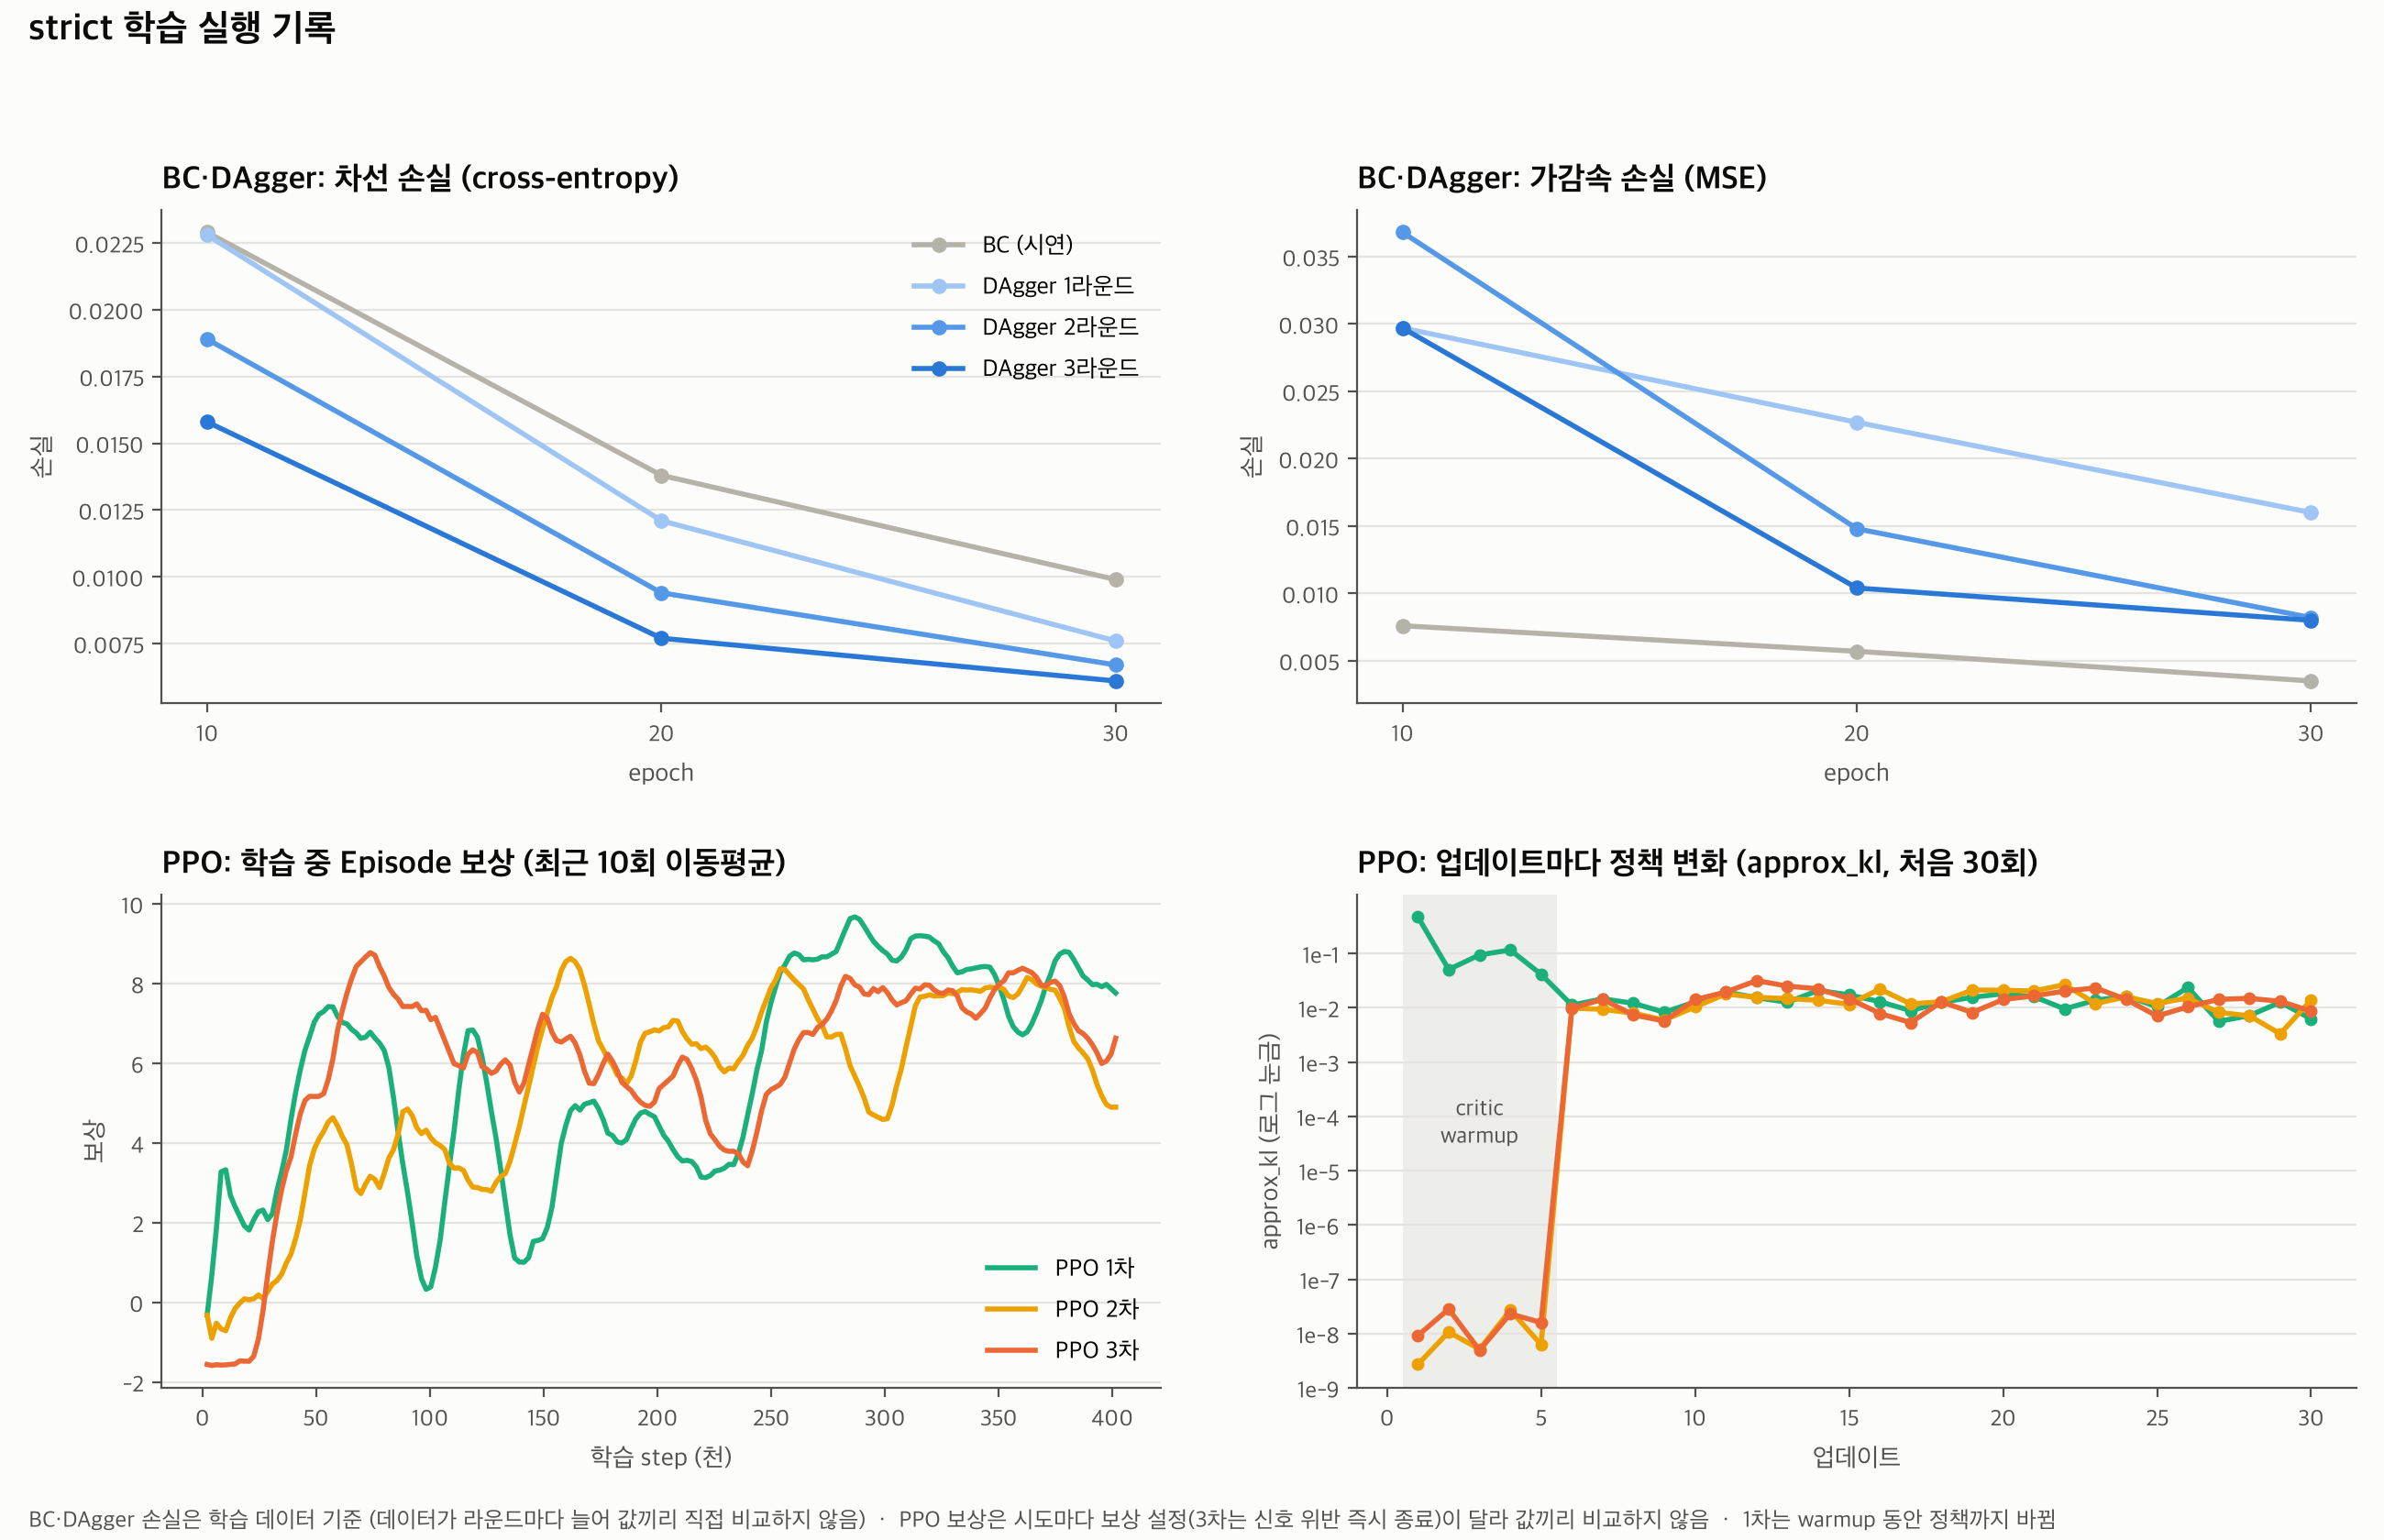 strict 학습 실행 기록
BC·DAgger: 차선 손실 (cross-entropy)
0.0225
0.0200
0.0175
0.0150
0.0125
0.0100
0.0075
손실
10
20
30
epoch
BC (시연)
DAgger 1라운드
DAgger 2라운드
DAgger 3라운드
BC·DAgger: 가감속 손실 (MSE)
0.035
0.030
0.025
0.020
0.015
0.010
0.005
손실
10
20
30
epoch
PPO: 학습 중 Episode 보상 (최근 10회 이동평균)
10
8
6
4
2
0
-2
보상
0
50
100
150
200
250
300
350
400
학습 step (천)
PPO 1차
PPO 2차
PPO 3차
PPO: 업데이트마다 정책 변화 (approx_kl, 처음 30회)
1e-1
1e-2
1e-3
1e-4
1e-5
1e-6
1e-7
1e-8
1e-9
approx_kl (로그 눈금)
critic
warmup
0
5
10
15
20
25
30
업데이트
BC·DAgger 손실은 학습 데이터 기준 (데이터가 라운드마다 늘어 값끼리 직접 비교하지 않음) · PPO 보상은 시도마다 보상 설정(3차는 신호 위반 즉시 종료)이 달라 값끼리 비교하지 않음 · 1차는 warmup 동안 정책까지 바뀜